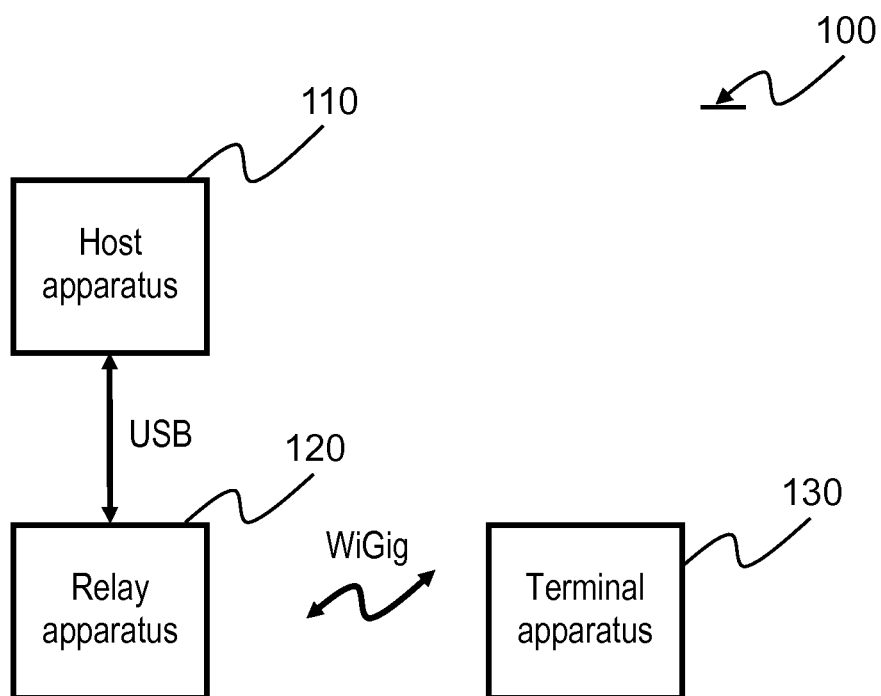 100
110
Host
apparatus
USB
120
130
WiGig
Relay
apparatus
Terminal
apparatus